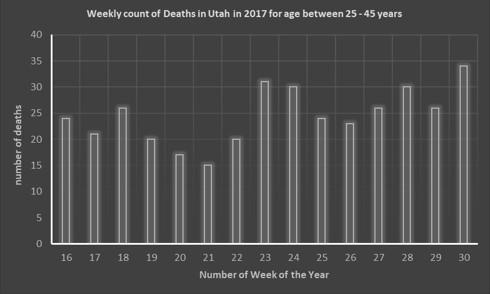 Weekly count of Deaths in Utah in 2017 for age between 25 - 45 years
40
35
30
25
20
15
10
5
0
number of deaths
16 17 18 19 20 21 22 23 24 25 26 27 28 29 30
Number of Week of the Year